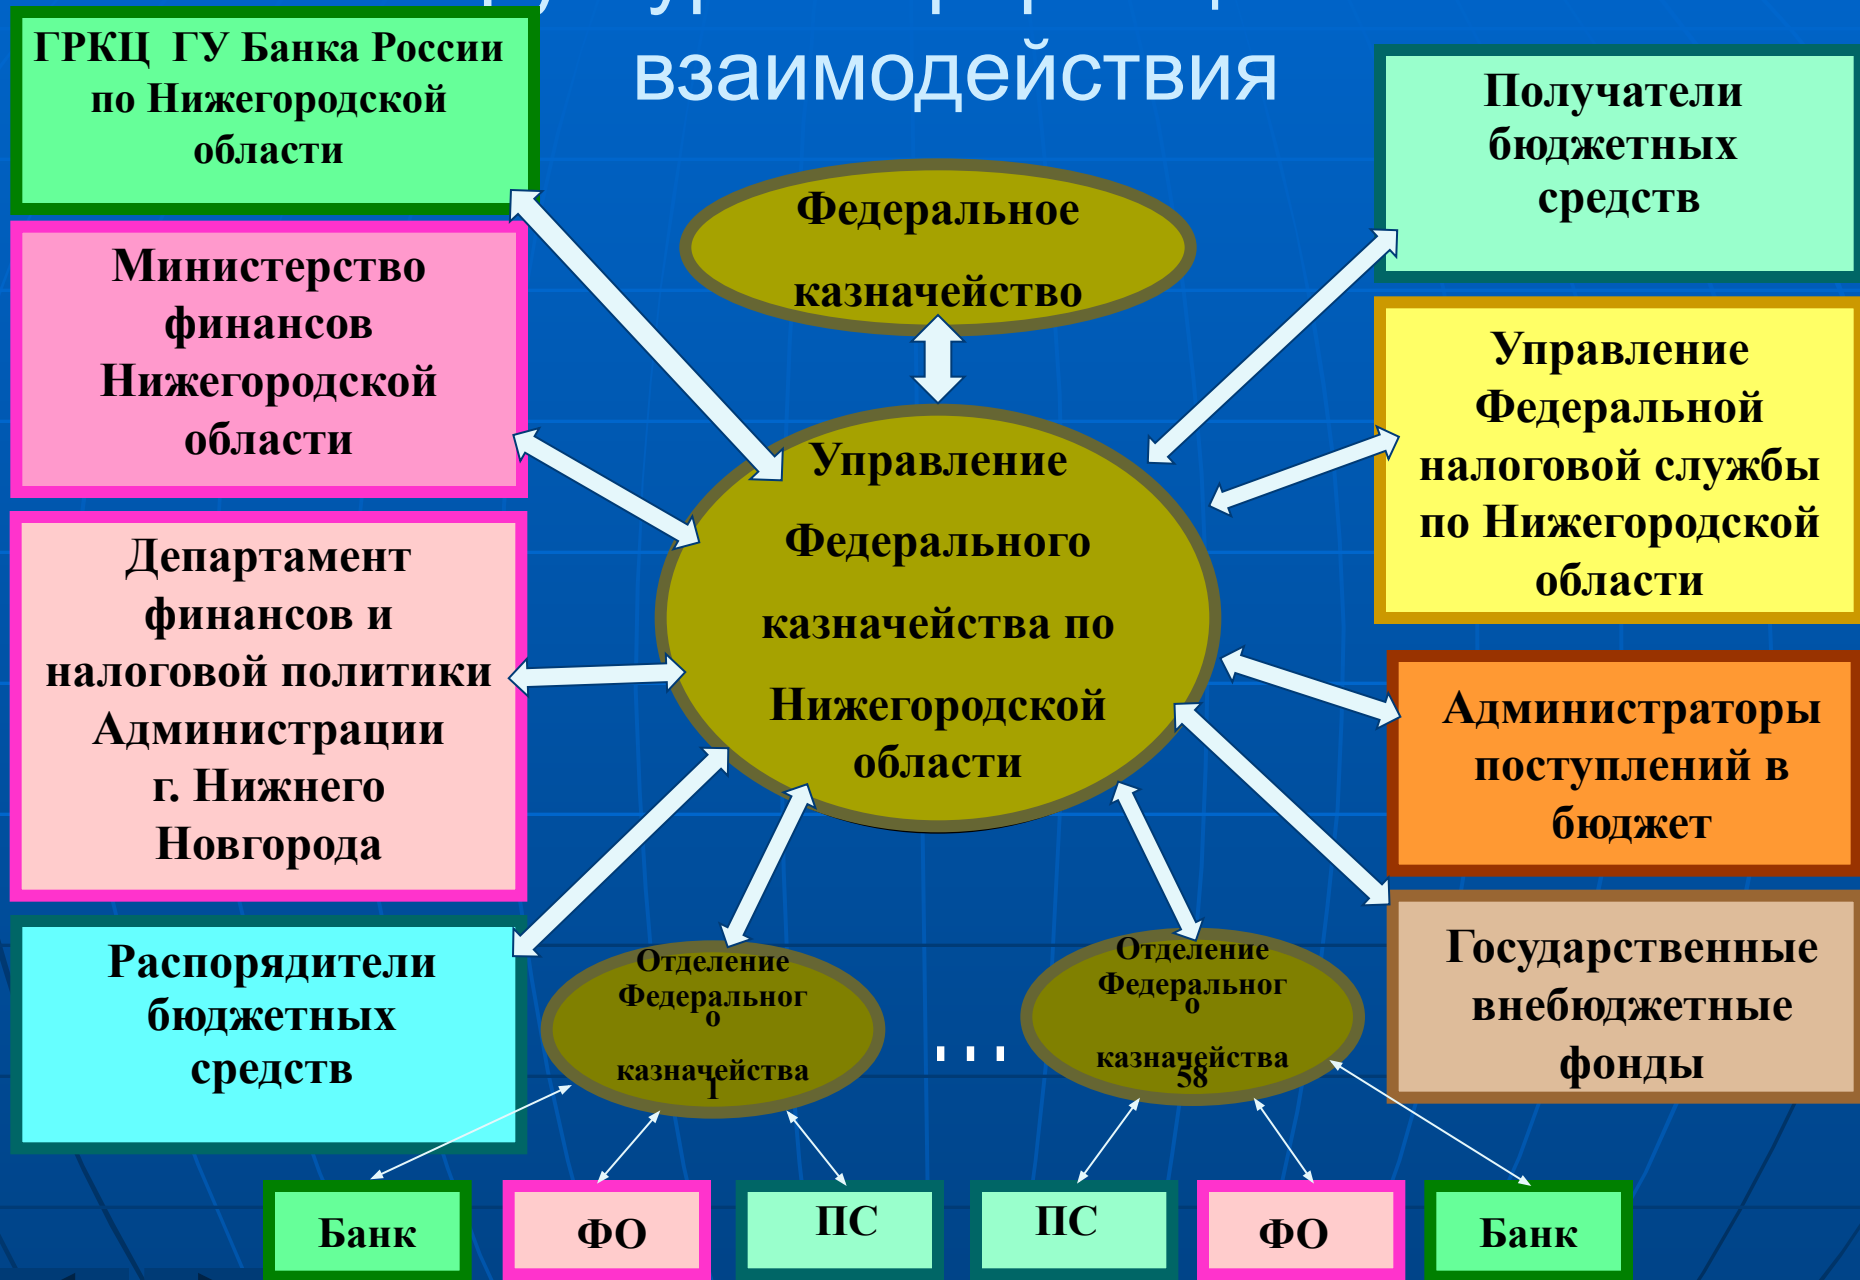 взаимодействия
ГРКЦ ГУ Банка России
по Нижегородской
области
Министерство
финансов
Нижегородской
области
Департамент
финансов и
налоговой политики
Администрации
г. Нижнего
Новгорода
Распорядители
бюджетных
средств
Федеральное
казначейство
Управление
Федерального
казначейства по
Нижегородской
области
Получатели
бюджетных
средств
Управление
Федеральной
налоговой службы
по Нижегородской
области
Администраторы
поступлений в
бюджет
Государственные
внебюджетные
фонды
Отделение
Федеральног
о
казначейства
1
...
Отделение
Федеральног
о
казначейства
58
Банк
ФО
ПС
ПС
ФО
Банк